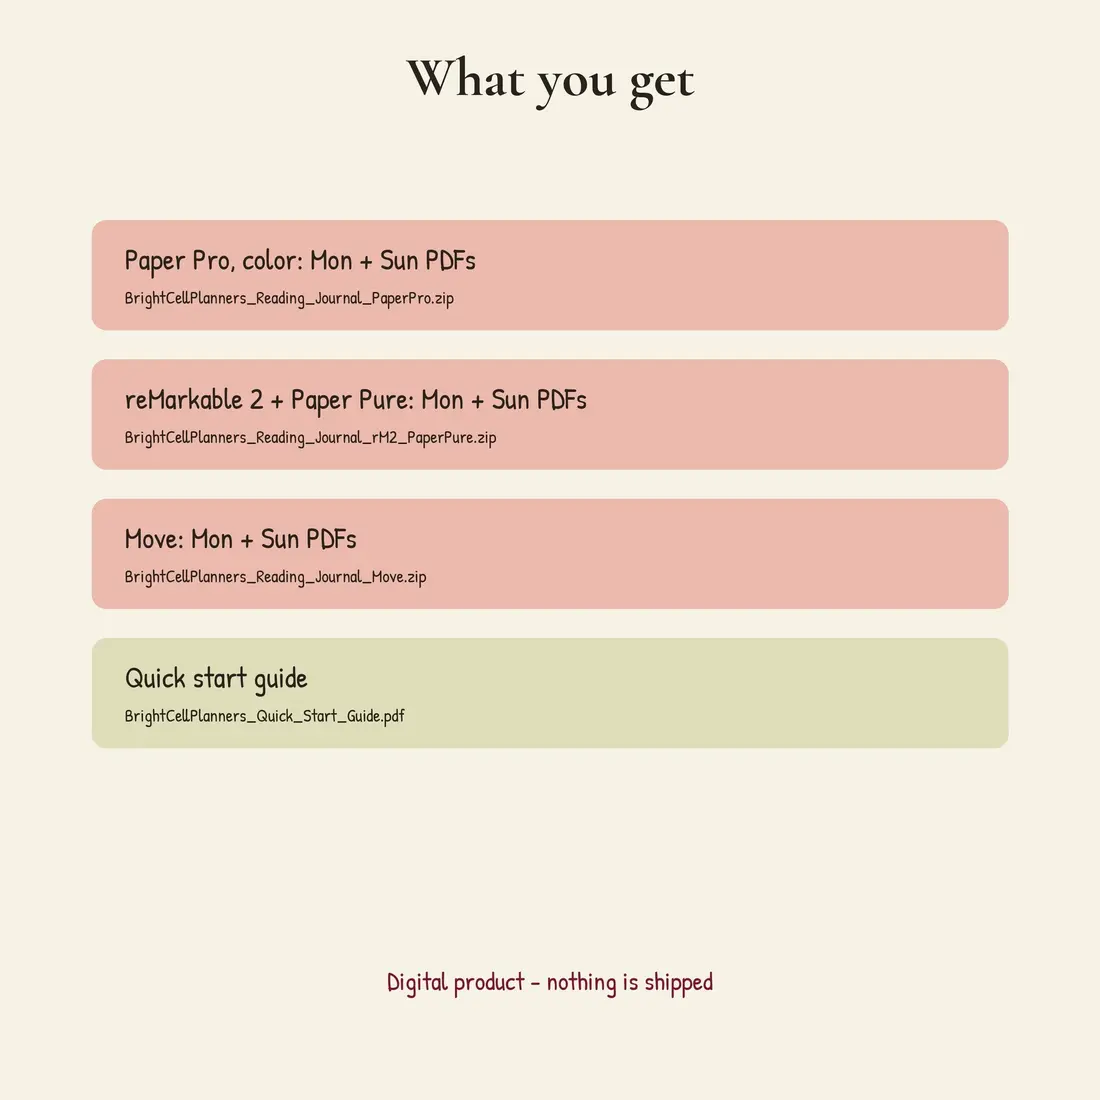 What you get
Paper Pro, color: Mon + Sun PDFs
BrightCellPlanners_Reading_Journal_PaperPro.zip
reMarkable 2 + Paper Pure: Mon + Sun PDFs
BrightCellPlanners_Reading_Journal_rM2_PaperPure.zip
Move: Mon + Sun PDFs
BrightCellPlanners_Reading_Journal_Move.zip
Quick start guide
BrightCellPlanners_Quick_Start_Guide.pdf
Digital product – nothing is shipped